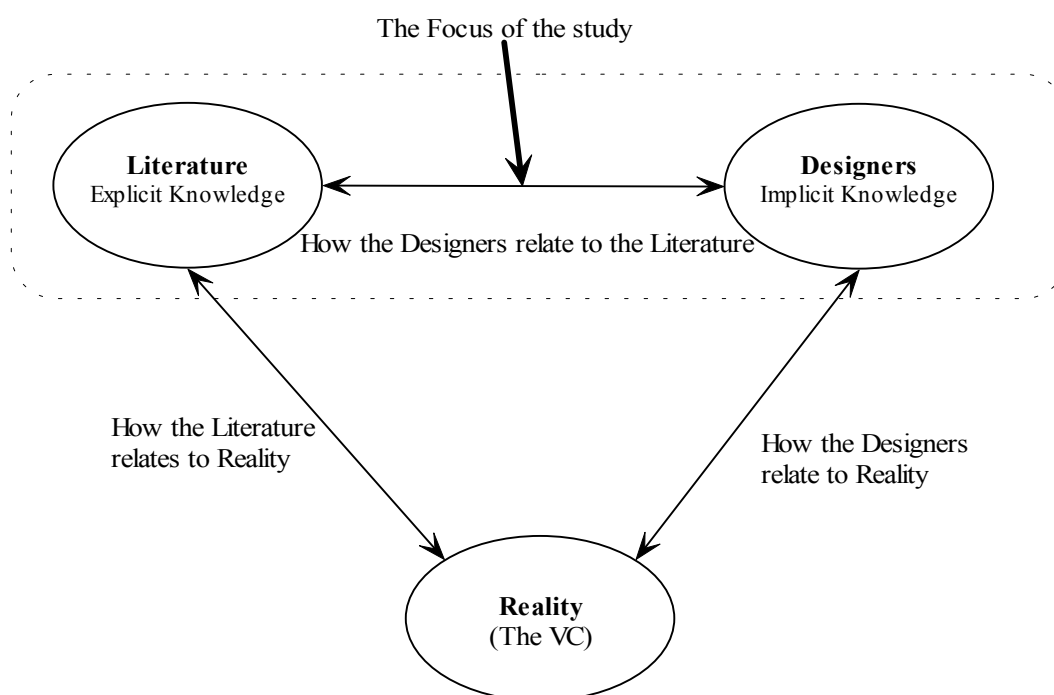 The Focus of the study
Literature
Explicit Knowledge
Designers
Implicit Knowledge
How the Designers relate to the Literature
How the Literature
relates to Reality
How the Designers
relate to Reality
Reality
(The VC)